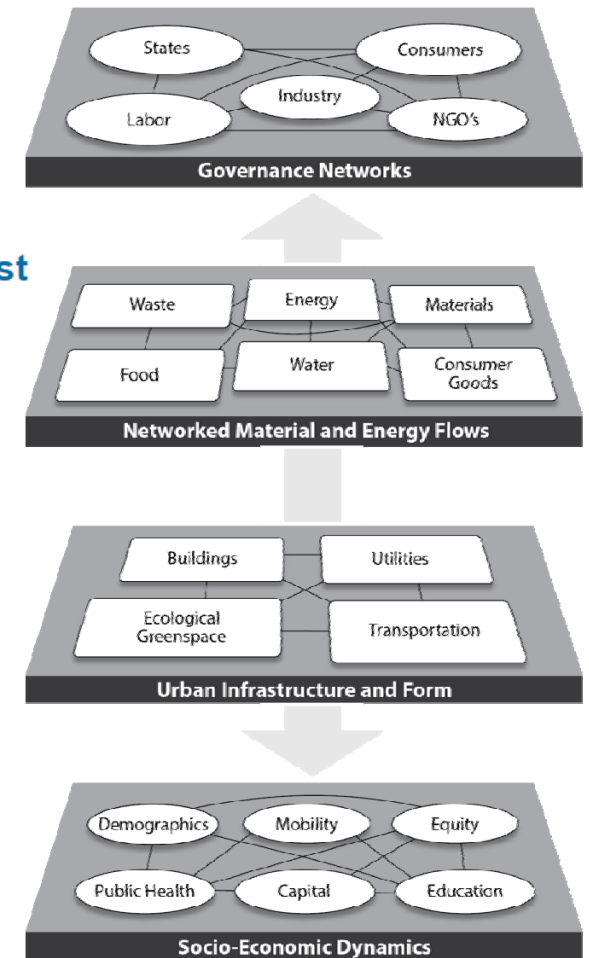 States
Consumers
Industry
Labor
NGO's
Governance Networks
st
Waste
Energy
Materials
Food
Water
Consumer
Goods
Networked Material and Energy Flows
Buildings
Utilities
Ecological
Greenspace
Transportation
Urban Infrastructure and Form
Demographics
Mobility
Equity
Public Health
Capital
Education
Socio-Economic Dynamics